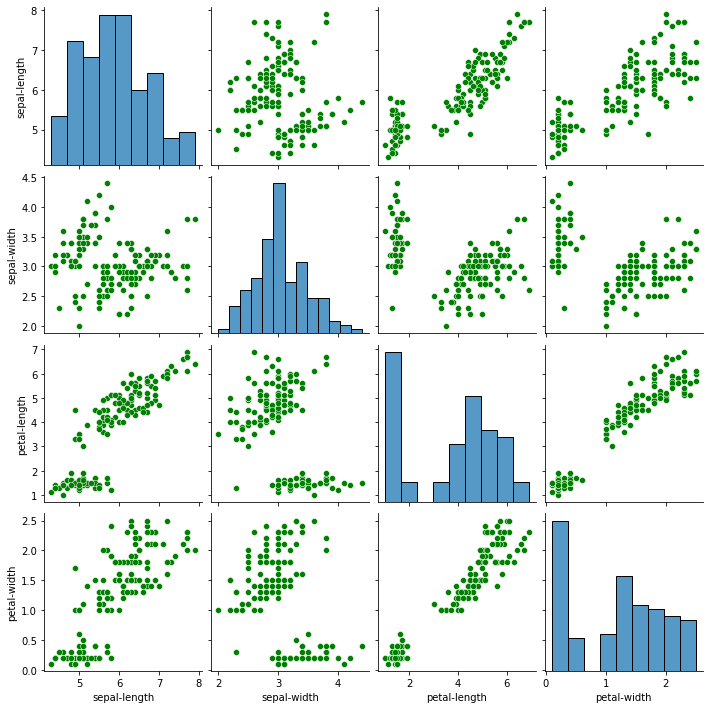 8
7
6
5
sepal-length
4.5
4.0
3.5
3.0
2.5
2.0
sepal-width
7
6
5
4
3
2
1
petal-length
2.5
2.0
1.5
1.0
0.5
0.0
petal-width
5 6 7 8
sepal-length
2 3 4
sepal-width
2 4 6
petal-length
0 1 2
petal-width